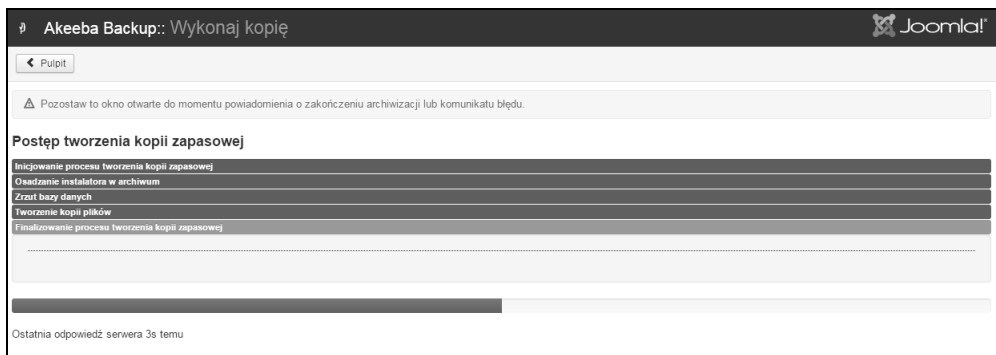 Akeeba Backup:: Wykonaj kopię
Joomla!®
Pulpit
Pozostaw to okno otwarte do momentu powiadomienia o zakończeniu archiwizacji lub komunikatu błędu.
Postęp tworzenia kopii zapasowej
Inicjowanie procesu tworzenia kopii zapasowej
Osadzanie instalatora w archiwum
Zrzut bazy danych
Tworzenie kopii plików
Finalizowanie procesu tworzenia kopii zapasowej
Ostatnia odpowiedź serwera 3s temu